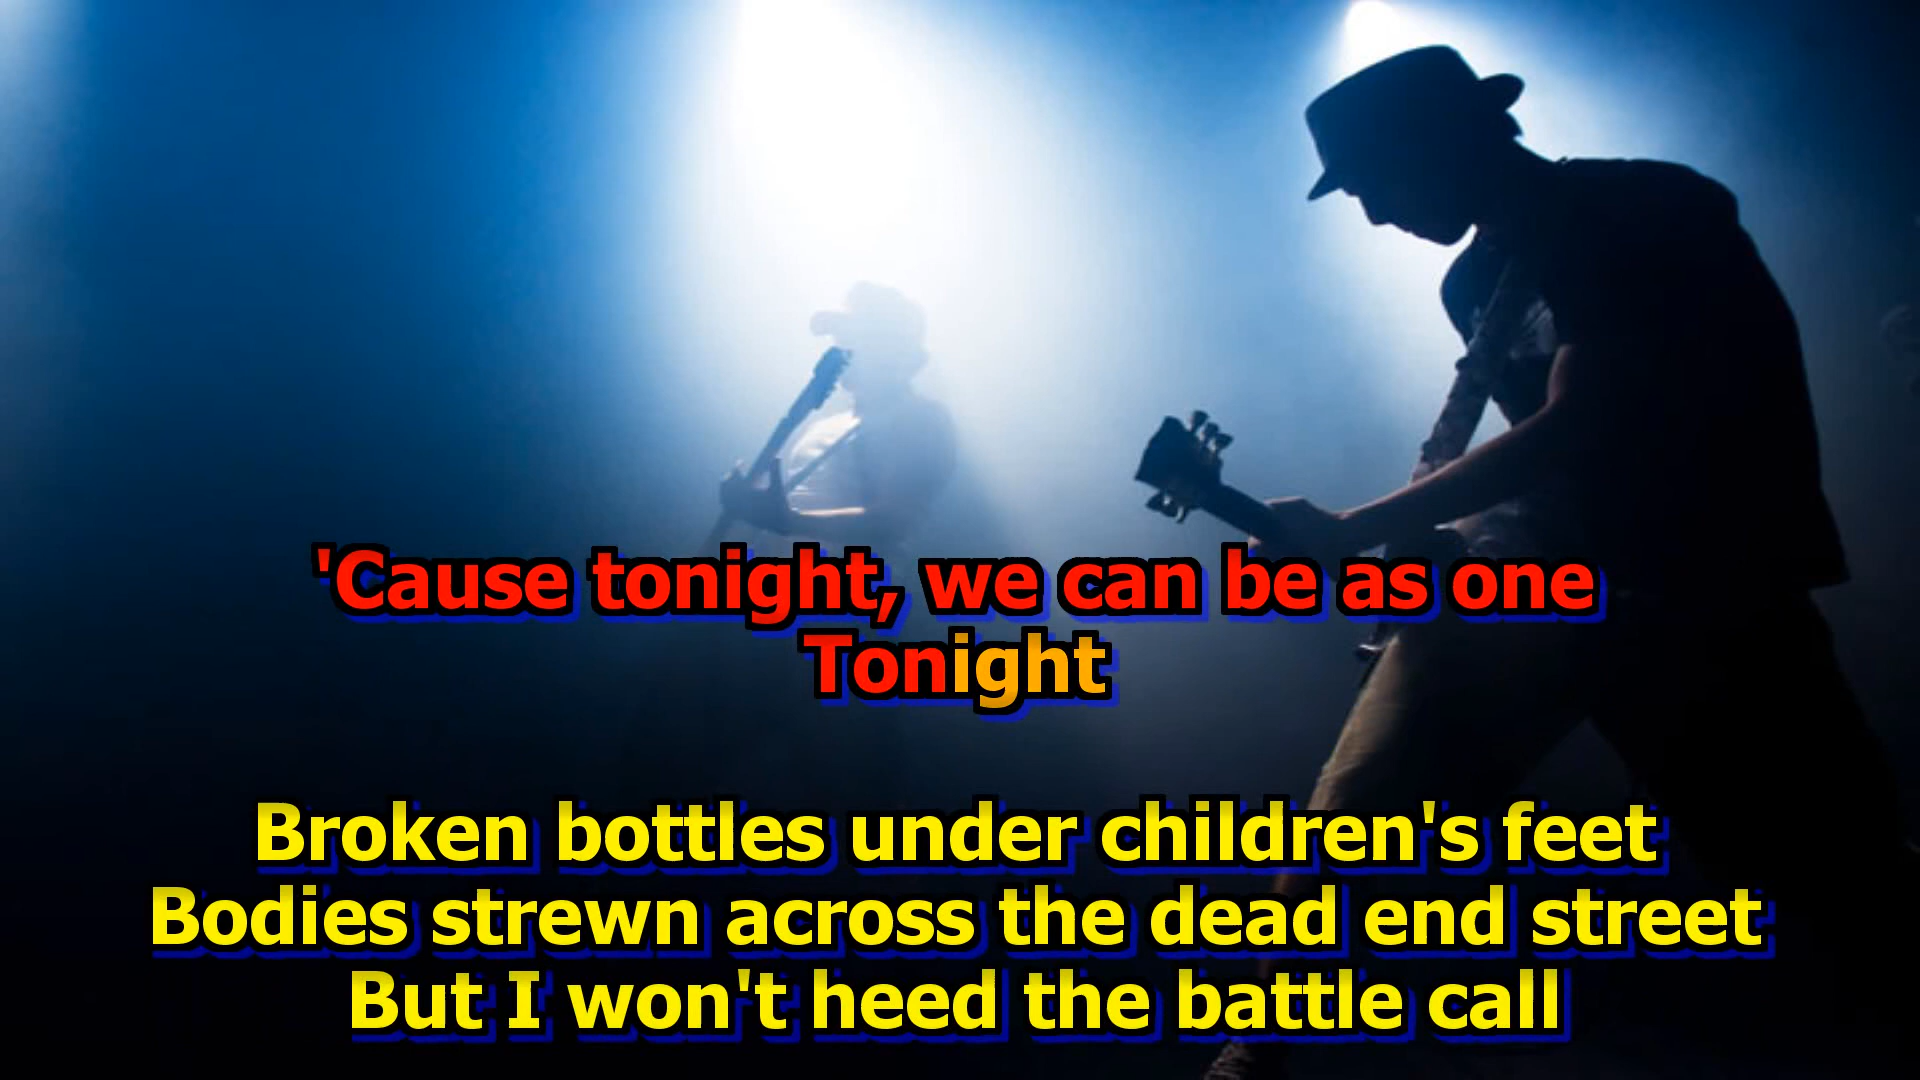 'Cause tonight, we can be as one
Tonight
Broken bottles under children's feet
Bodies strewn across the dead end street
But I won't heed the battle call